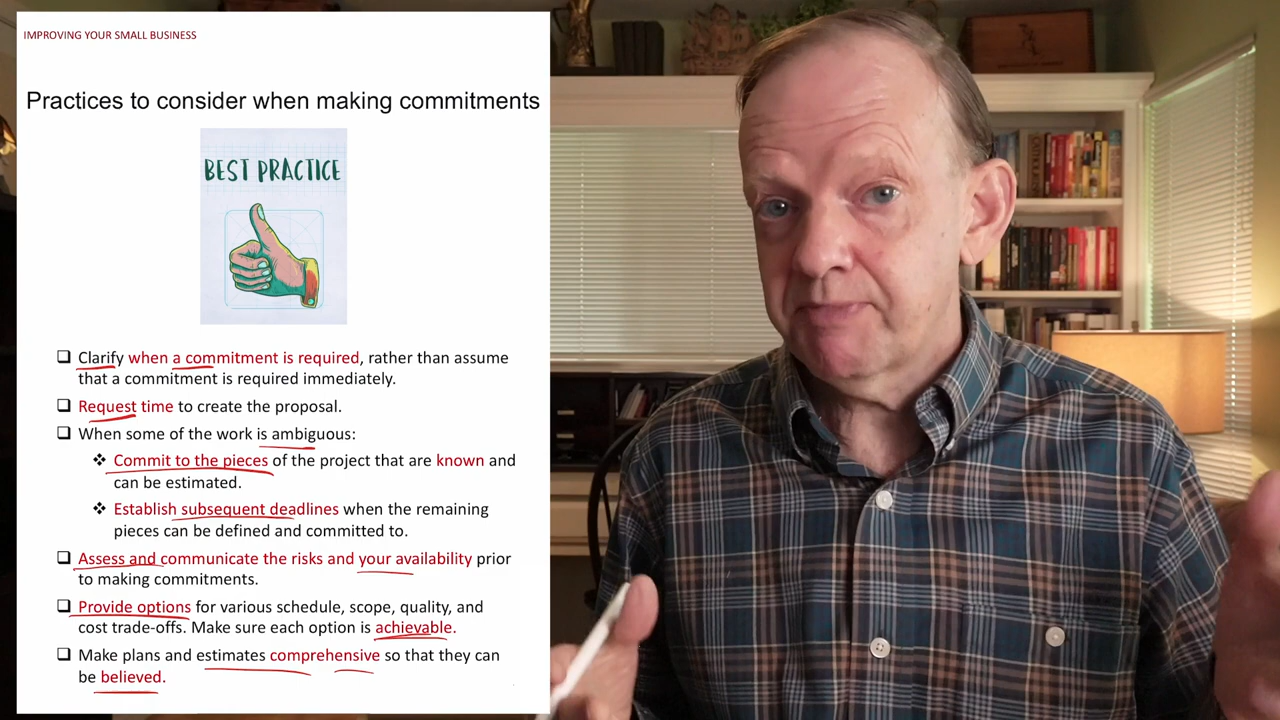 IMPROVING YOUR SMALL BUSINESS
Practices to consider when making commitments
BEST PRACTICE
❑ Clarify when a commitment is required, rather than assume
that a commitment is required immediately.
❑ Request time to create the proposal.
❑ When some of the work is ambiguous:
❖ Commit to the pieces of the project that are known and
can be estimated.
❖ Establish subsequent deadlines when the remaining
pieces can be defined and committed to.
❑ Assess and communicate the risks and your availability prior
to making commitments.
❑ Provide options for various schedule, scope, quality, and
cost trade-offs. Make sure each option is achievable.
❑ Make plans and estimates comprehensive so that they can
be believed.